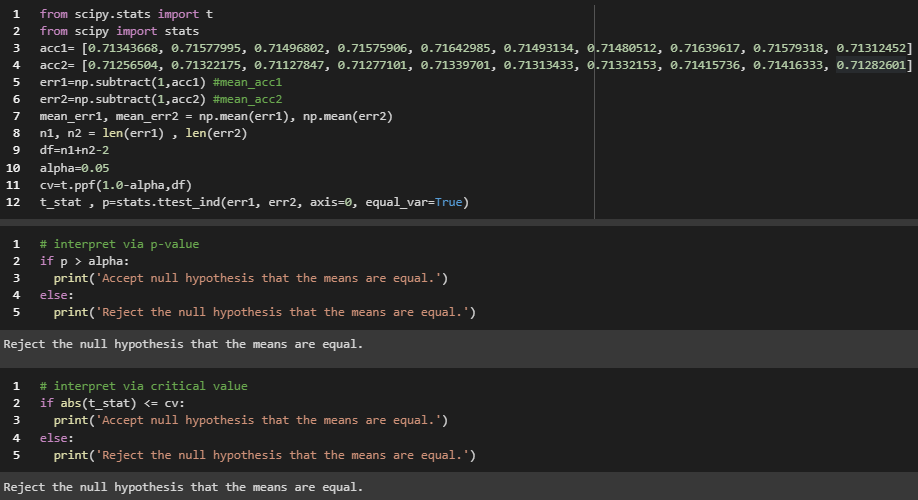 1 from scipy.stats import t
2 from scipy import stats
3 acc1= [0.71343668, 0.71577995, 0.71496802, 0.71575906, 0.71642985, 0.71493134, 0.71480512, 0.71639617, 0.71579318, 0.71312452]
4 acc2= [0.71256504, 0.71322175, 0.71127847, 0.71277101, 0.71339701, 0.71313433, 0.71332153, 0.71415736, 0.71416333, 0.71282601]
5 err1=np.subtract(1,acc1) #mean_acc1
6 err2=np.subtract(1,acc2) #mean_acc2
7 mean_err1, mean_err2 = np.mean(err1), np.mean(err2)
8 n1, n2 = len(err1) , len(err2)
9 df=n1+n2-2
10 alpha=0.05
11 cv=t.ppf(1.0-alpha,df)
12 t_stat , p=stats.ttest_ind(err1, err2, axis=0, equal_var=True)
1 # interpret via p-value
2 if p > alpha:
3   print('Accept null hypothesis that the means are equal.')
4 else:
5   print('Reject the null hypothesis that the means are equal.')
Reject the null hypothesis that the means are equal.
1 # interpret via critical value
2 if abs(t_stat) <= cv:
3   print('Accept null hypothesis that the means are equal.')
4 else:
5   print('Reject the null hypothesis that the means are equal.')
Reject the null hypothesis that the means are equal.